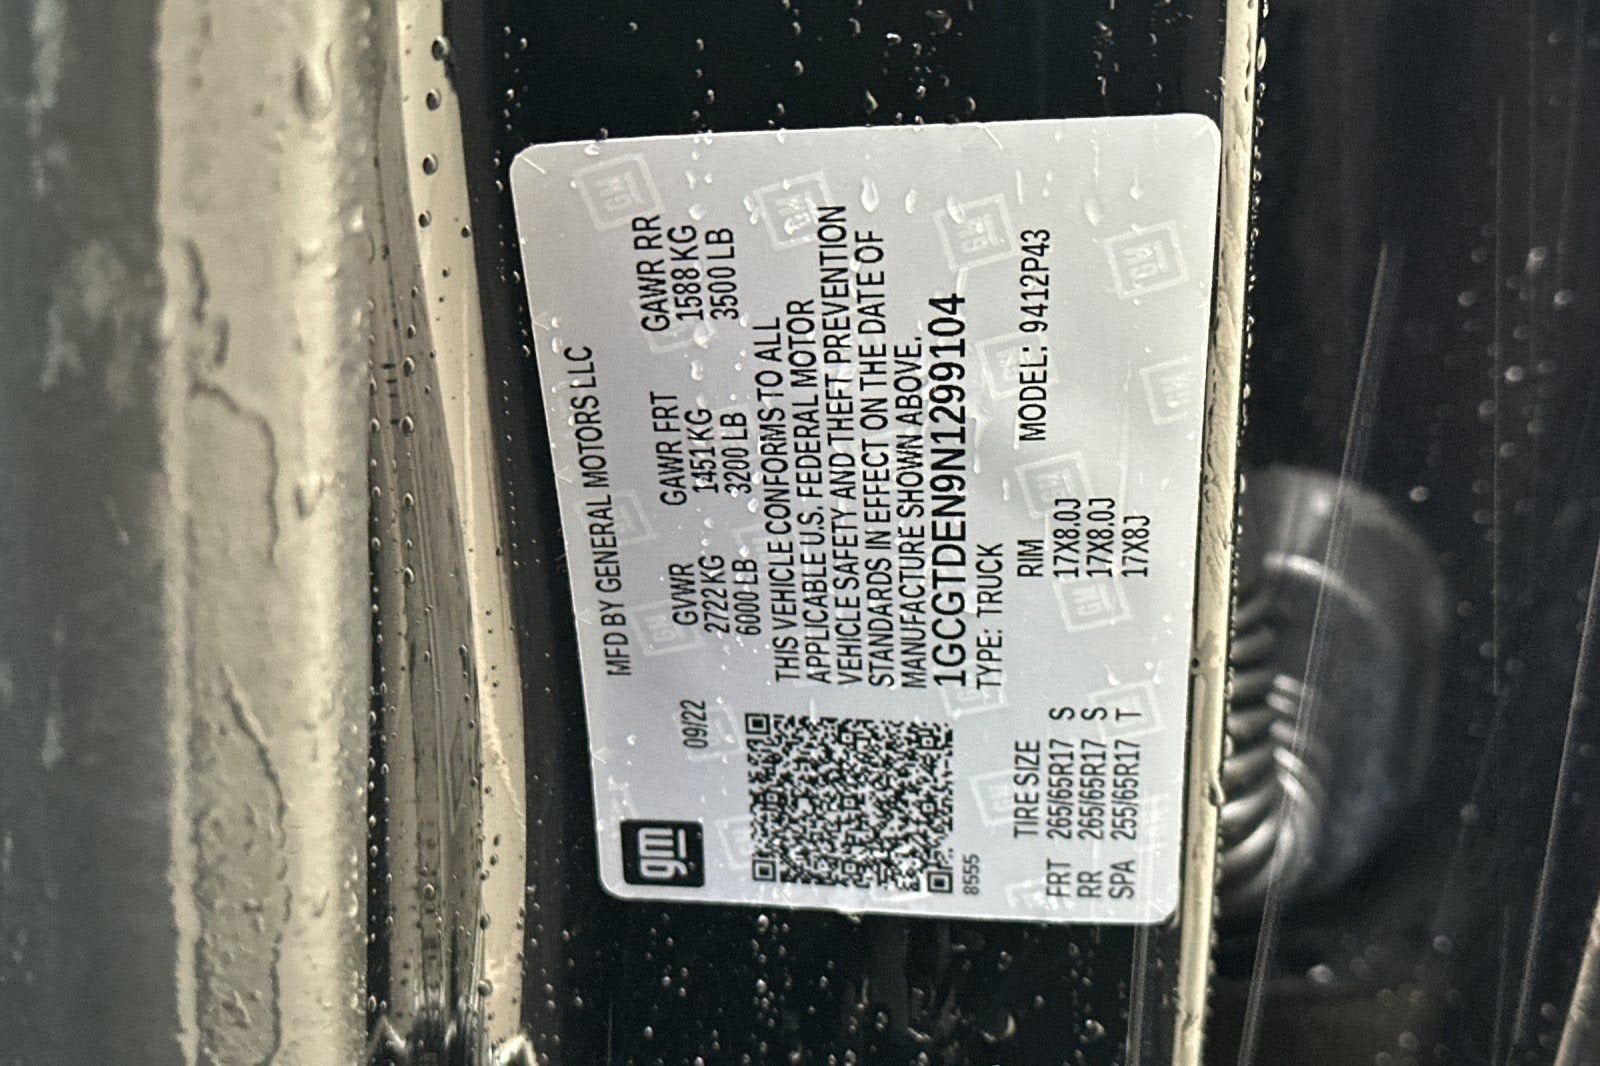 gm
MFD BY GENERAL MOTORS LLC
09/22
GVWR GAWR FRT GAWR RR
2722 KG 1451 KG 1588 KG
6000 LB 3200 LB 3500 LB
THIS VEHICLE CONFORMS TO ALL
APPLICABLE U.S. FEDERAL MOTOR
VEHICLE SAFETY AND THEFT PREVENTION
STANDARDS IN EFFECT ON THE DATE OF
MANUFACTURE SHOWN ABOVE.
1GCGTDEN9N1299104
8555
TYPE: TRUCK
MODEL: 9412P43
TIRE SIZE RIM
FRT 265/65R17 S 17X8.0J
RR 265/65R17 S 17X8.0J
SPA 255/65R17 T 17X8J